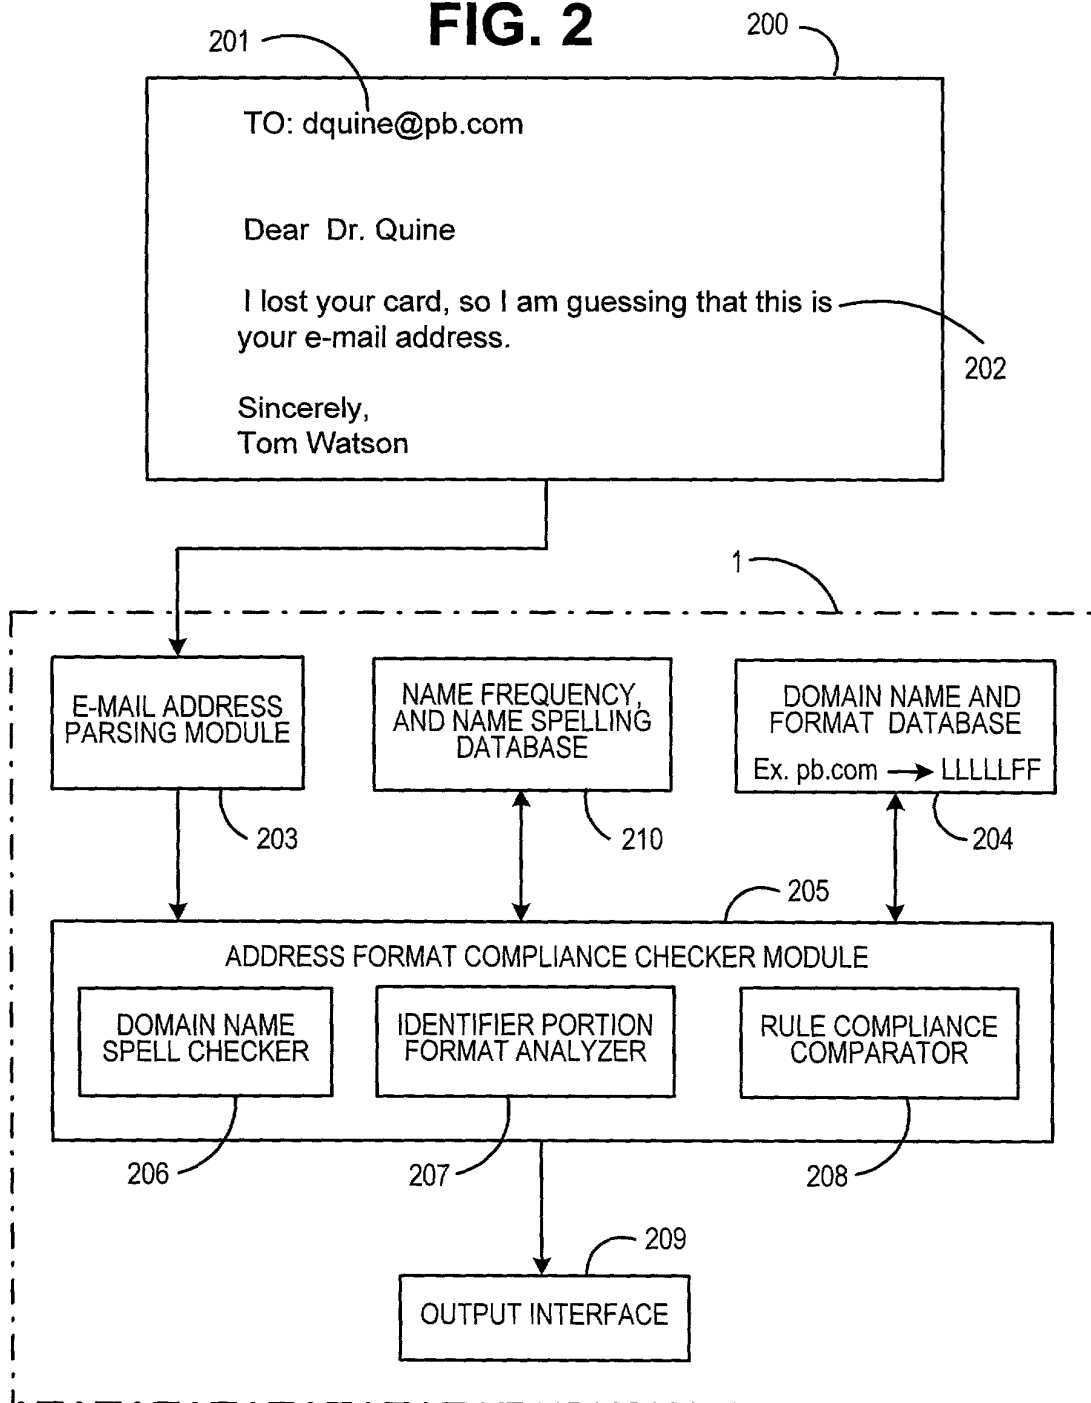 FIG. 2
201
200
TO: dquine@pb.com
Dear Dr. Quine
I lost your card, so I am guessing that this is
your e-mail address.
202
Sincerely,
Tom Watson
1
E-MAIL ADDRESS
PARSING MODULE
NAME FREQUENCY,
AND NAME SPELLING
DATABASE
DOMAIN NAME AND
FORMAT DATABASE
Ex. pb.com → LLLLLFF
203
210
204
205
ADDRESS FORMAT COMPLIANCE CHECKER MODULE
DOMAIN NAME
SPELL CHECKER
IDENTIFIER PORTION
FORMAT ANALYZER
RULE COMPLIANCE
COMPARATOR
206
207
208
209
OUTPUT INTERFACE